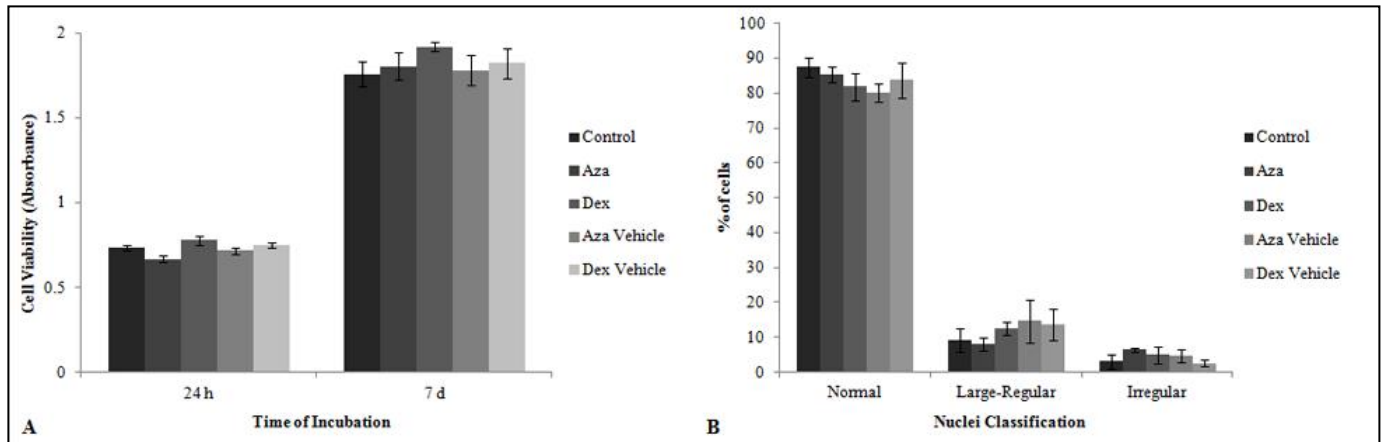 2
1.5
1
0.5
0
Cell Viability (Absorbance)
24 h
7 d
Time of Incubation
A
Control
Aza
Dex
Aza Vehicle
Dex Vehicle
100
90
80
70
60
50
40
30
20
10
0
% of cells
Normal
Large-Regular
Irregular
Nuclei Classification
B
Control
Aza
Dex
Aza Vehicle
Dex Vehicle